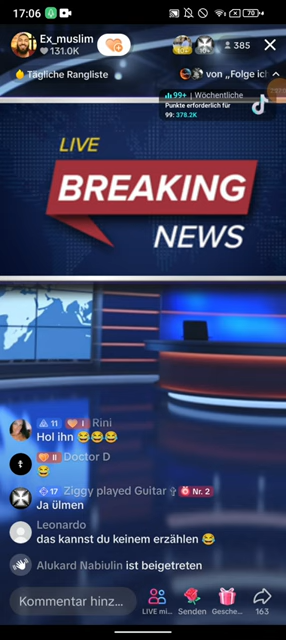 17:06
70
Ex_muslim
131.0K
385
Tägliche Rangliste
von „Folge ich
99+ | Wöchentliche
Punkte erforderlich für
99: 378.2K
LIVE
BREAKING
NEWS
11 I Rini
Hol ihn 😂😂😂
II Doctor D
😂
17 Ziggy played Guitar Nr. 2
Ja ülmen
Leonardo
das kannst du keinem erzählen 😂
Alukard Nabiulin ist beigetreten
Kommentar hinz...
LIVE mi...
Senden
Gesche...
163